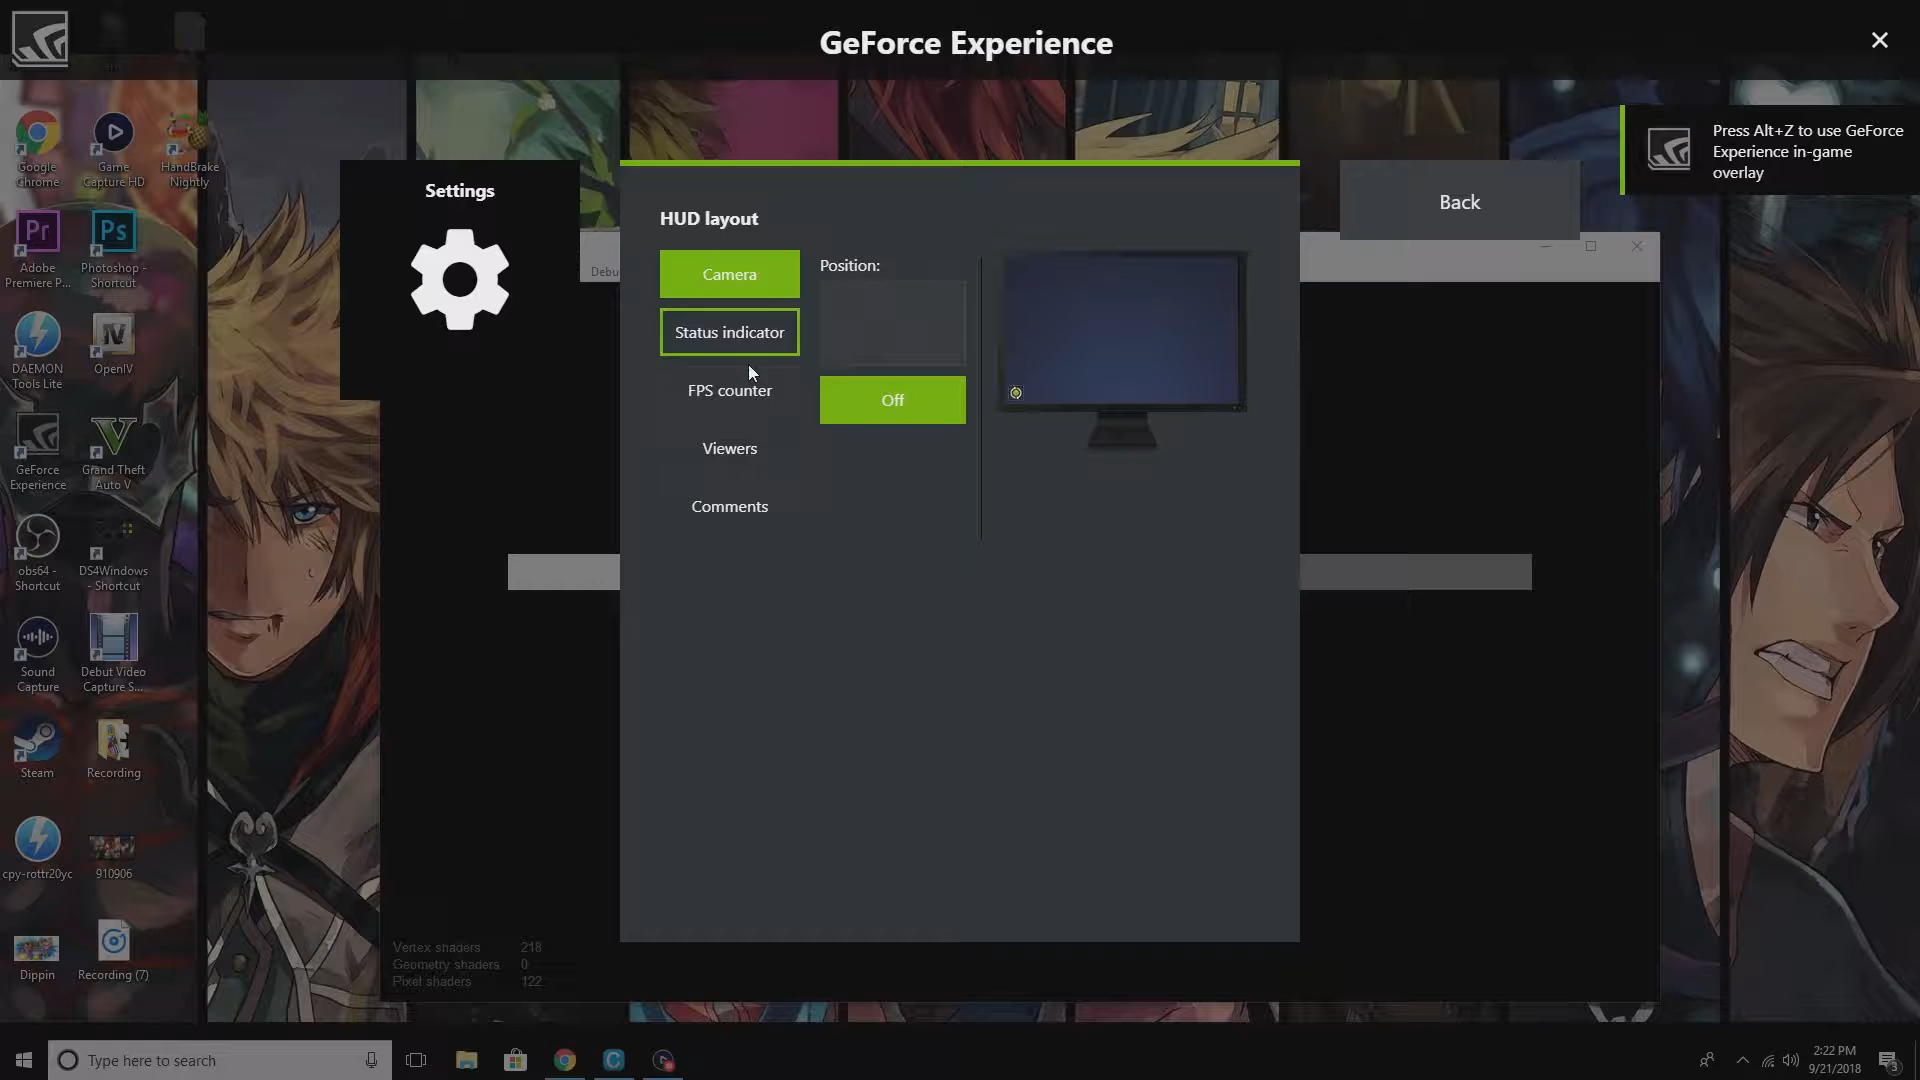 GeForce Experience
Press Alt+Z to use GeForce
Experience in-game
overlay
Settings
Back
HUD layout
Camera
Position:
Status indicator
FPS counter
Off
Viewers
Comments
Debu
Google
Chrome
Game
Capture HD
HandBrake
Nightly
Pr
Ps
Adobe
Premiere P...
Photoshop -
Shortcut
DAEMON
Tools Lite
OpenIV
GeForce
Experience
Grand Theft
Auto V
obs64 -
Shortcut
DS4Windows
- Shortcut
Sound
Capture
Debut Video
Capture S...
Steam
Recording
cpy-rottr20yc
910906
Dippin
Recording (7)
Vertex shaders 218
Geometry shaders 0
Pixel shaders 122
Type here to search
2:22 PM
9/21/2018
3